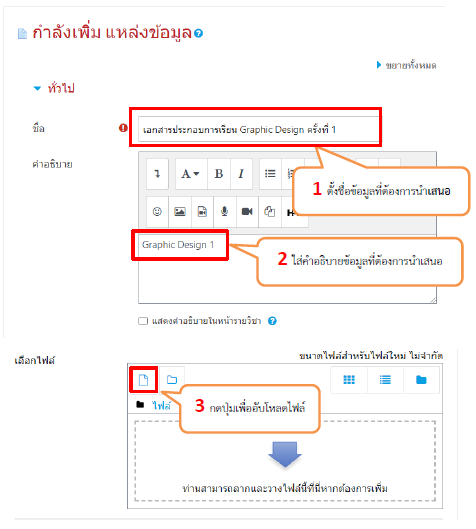 กำลังเพิ่ม แหล่งข้อมูล
ขยายทั้งหมด
ทั่วไป
ชื่อ
เอกสารประกอบการเรียน Graphic Design ครั้งที่ 1
คำอธิบาย
A B I
1 ตั้งชื่อข้อมูลที่ต้องการนำเสนอ
Graphic Design 1
2 ใส่คำอธิบายข้อมูลที่ต้องการนำเสนอ
แสดงคำอธิบายในหน้ารายวิชา
เลือกไฟล์
ขนาดไฟล์สำหรับไฟล์ใหม่ ไม่จำกัด
ไฟล์
3 กดปุ่มเพื่ออับโหลดไฟล์
ท่านสามารถลากและวางไฟล์นี้ที่นี่หากต้องการเพิ่ม